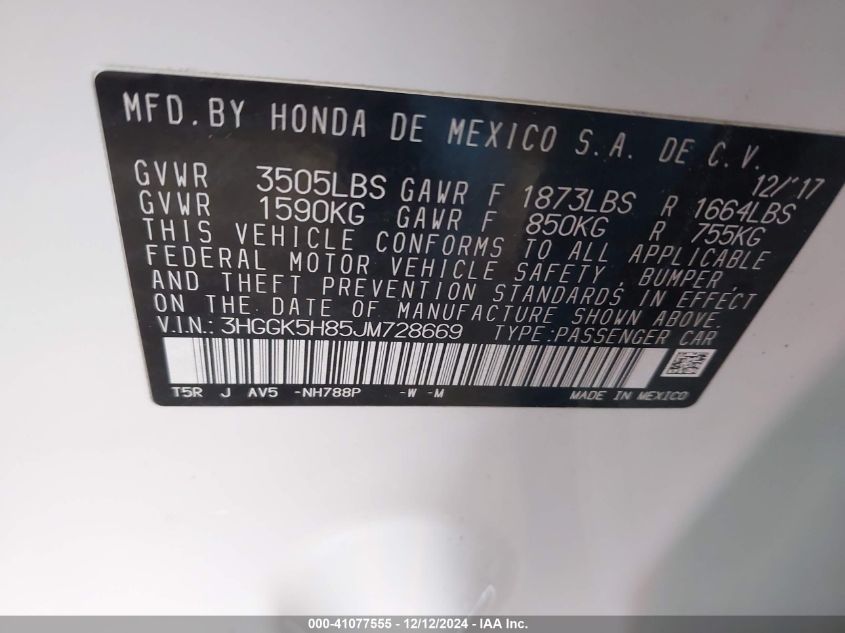 MFD. BY HONDA DE MEXICO S.A. DE C.V.
12/'17
GVWR 3505LBS GAWR F 1873LBS R 1664LBS
GVWR 1590KG GAWR F 850KG R 755KG
THIS VEHICLE CONFORMS TO ALL APPLICABLE
FEDERAL MOTOR VEHICLE SAFETY, BUMPER,
AND THEFT PREVENTION STANDARDS IN EFFECT
ON THE DATE OF MANUFACTURE SHOWN ABOVE.
V.I.N.: 3HGGK5H85JM728669 TYPE:PASSENGER CAR
T5R J AV5 -NH788P -W -M MADE IN MEXICO
000-41077555 - 12/12/2024 - IAA Inc.